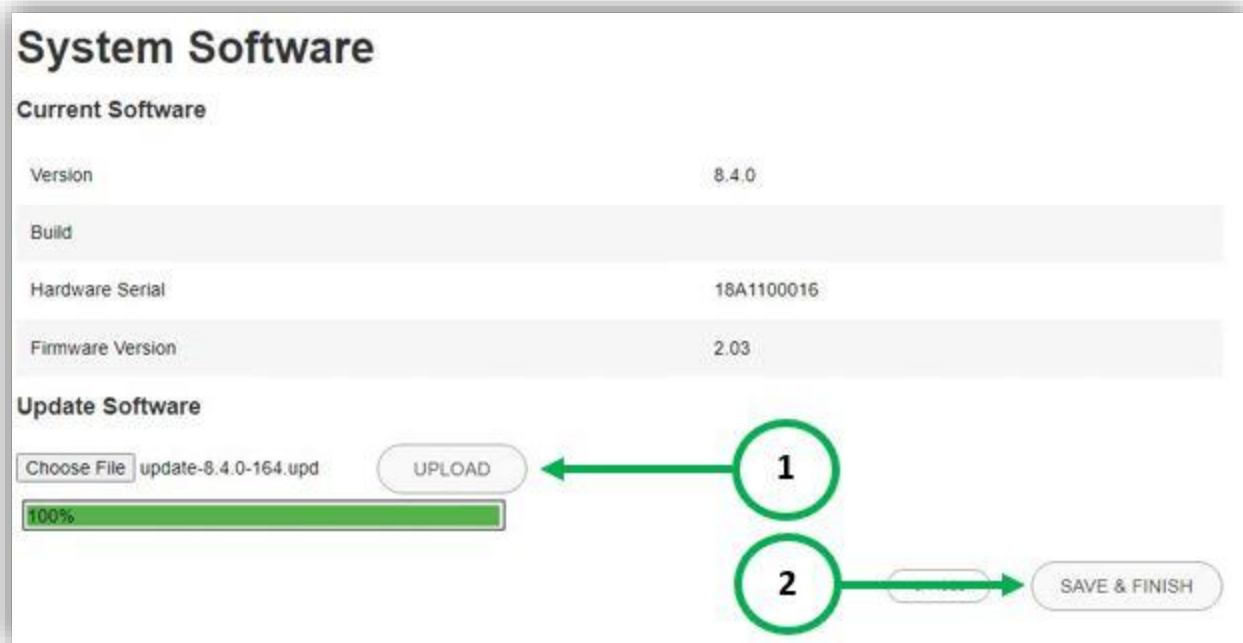 System Software
Current Software
Version 8.4.0
Build
Hardware Serial 18A1100016
Firmware Version 2.03
Update Software
Choose File update-8.4.0-164.upd UPLOAD 1
100%
2 SAVE & FINISH